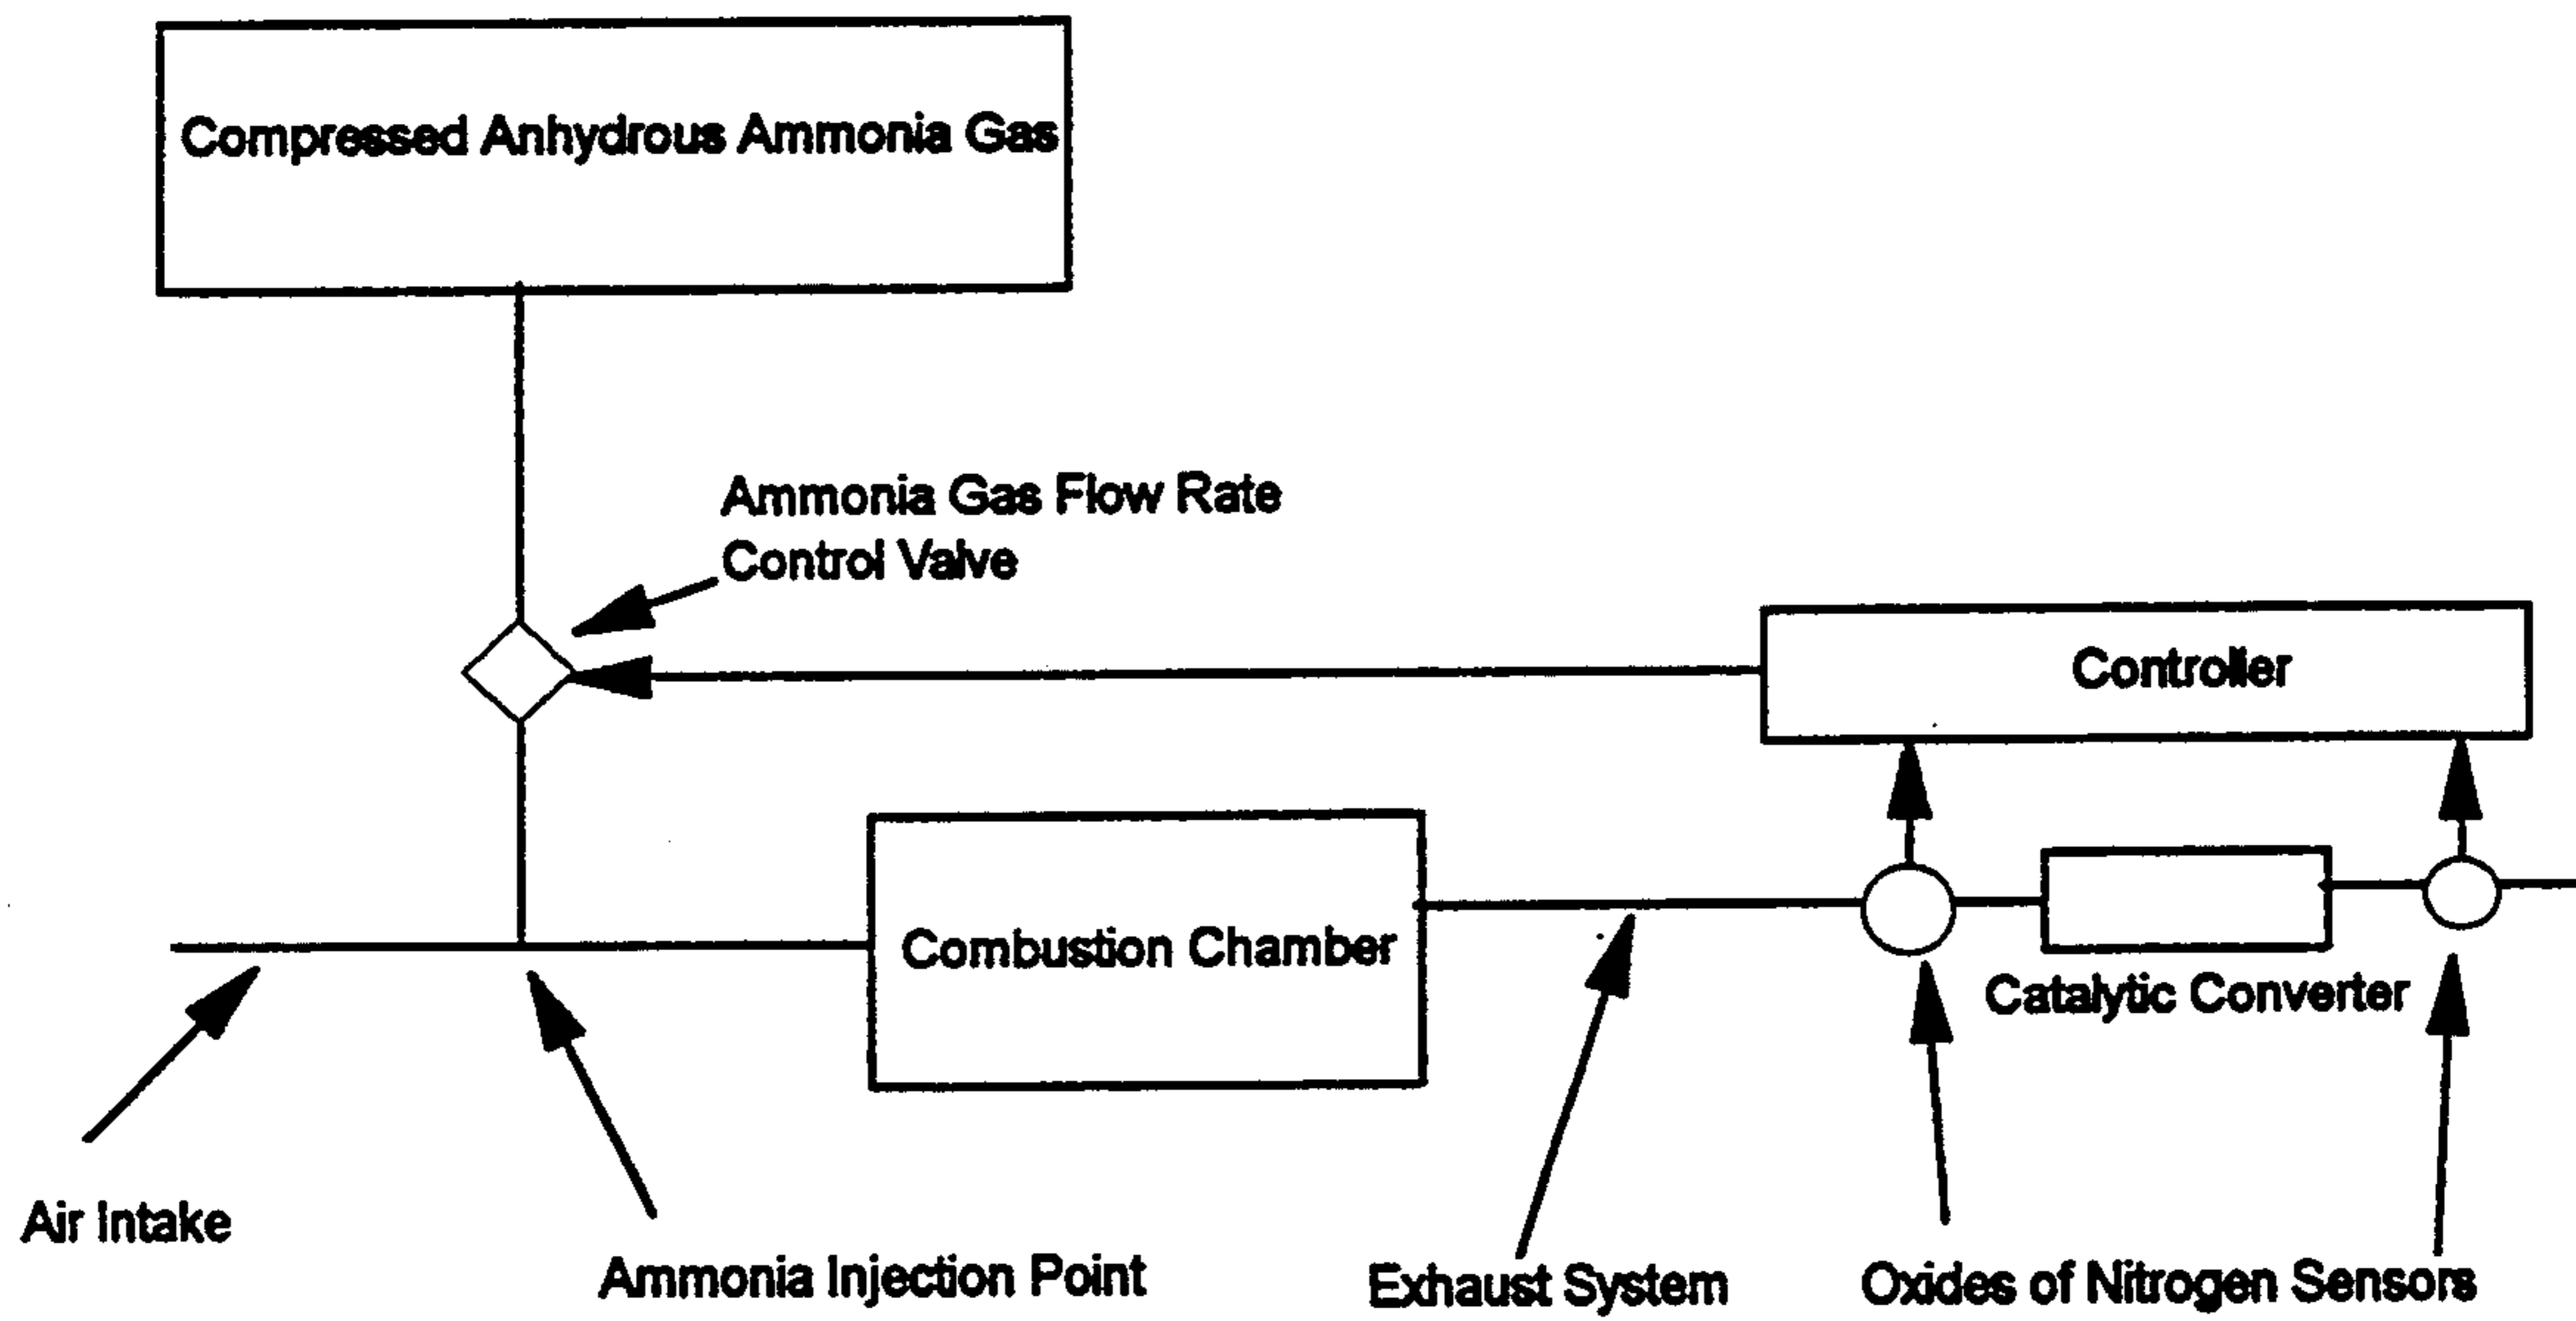 Compressed Anhydrous Ammonia Gas
Ammonia Gas Flow Rate
Control Valve
Controller
Combustion Chamber
Catalytic Converter
Air Intake
Ammonia Injection Point
Exhaust System
Oxides of Nitrogen Sensors